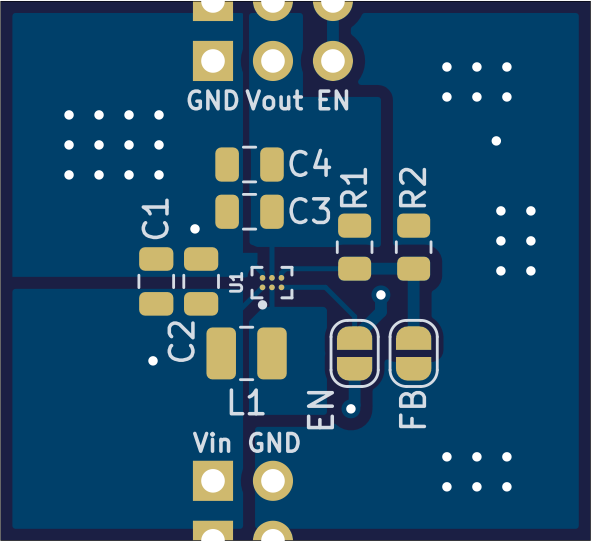 GND Vout EN
C4
R1
R2
C3
C1
U1
C2
L1
EN
FB
Vin GND